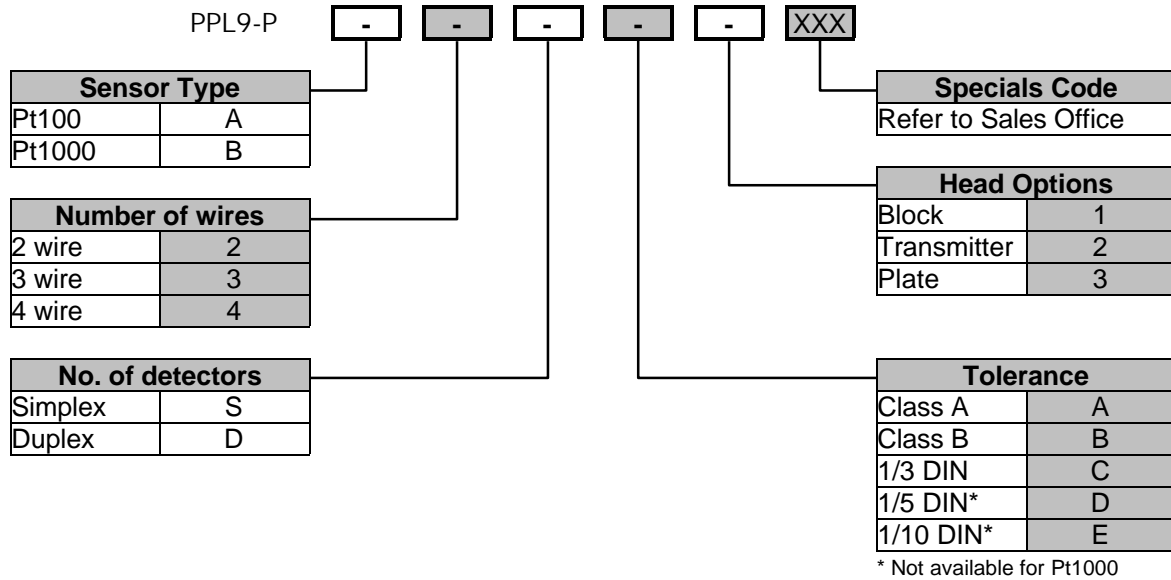 PPL9-P - - - - - XXX
Sensor Type
Pt100 A
Pt1000 B
Number of wires
2 wire 2
3 wire 3
4 wire 4
No. of detectors
Simplex S
Duplex D
Specials Code
Refer to Sales Office
Head Options
Block 1
Transmitter 2
Plate 3
Tolerance
Class A A
Class B B
1/3 DIN C
1/5 DIN* D
1/10 DIN* E
* Not available for Pt1000